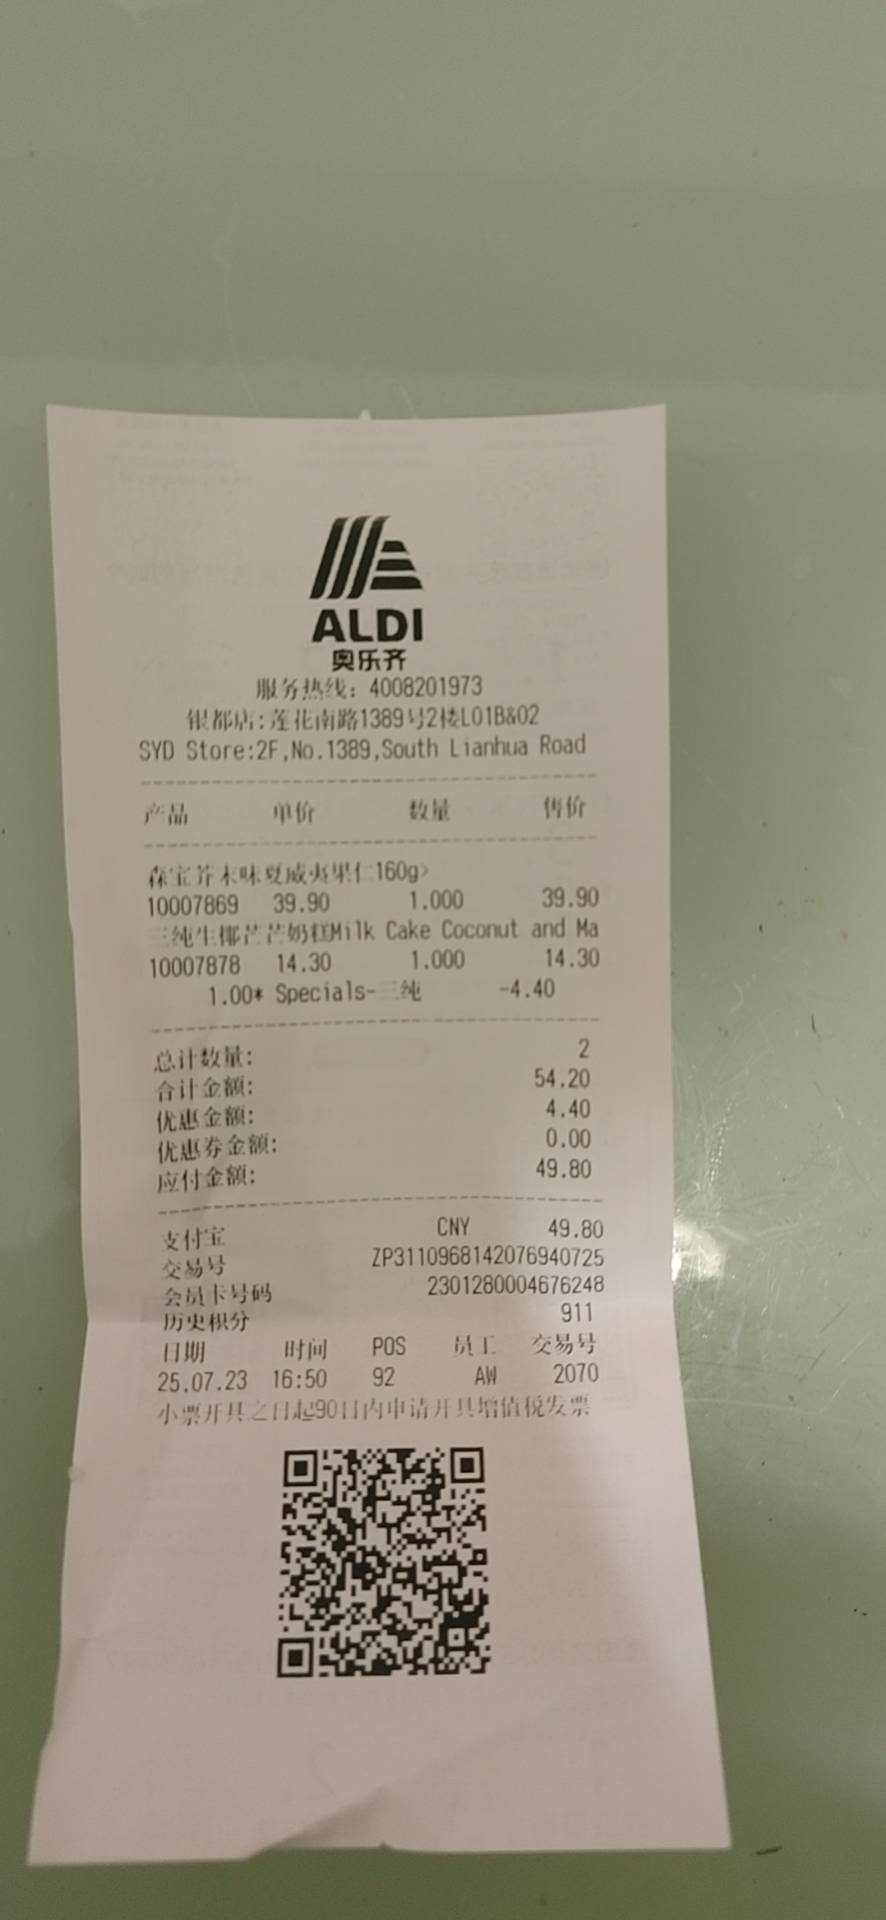 ALDI
奥乐齐
服务热线: 4008201973
银都店:莲花南路1389号2楼L01B&02
SYD Store:2F,No.1389,South Lianhua Road
产品 单价 数量 售价
森宝芥末味夏威夷果仁160g>
10007869 39.90 1.000 39.90
三纯生椰芒芒奶糕Milk Cake Coconut and Ma
10007878 14.30 1.000 14.30
1.00* Specials-三纯 -4.40
总计数量: 2
合计金额: 54.20
优惠金额: 4.40
优惠券金额: 0.00
应付金额: 49.80
支付宝 CNY 49.80
交易号 ZP31109681420769​40725
会员卡号码 2301280004676248
历史积分 911
日期 时间 POS 员工 交易号
25.07.23 16:50 92 AW 2070
小票开具之日起90日内申请开具增值税发票